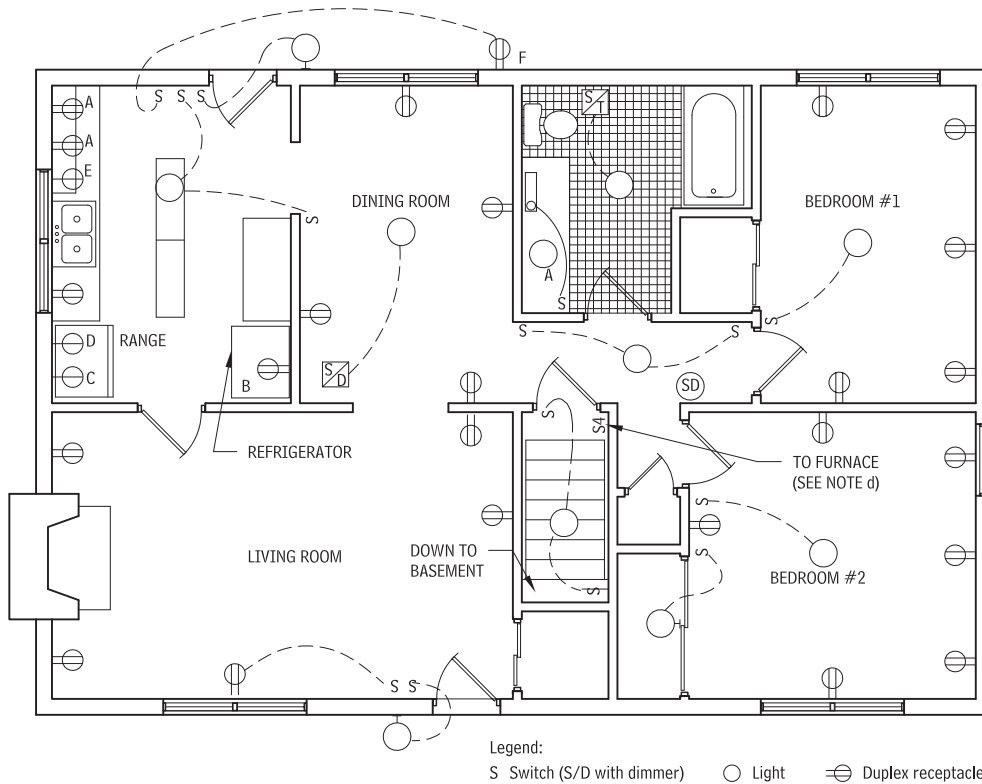 F
S S S
A
A
E
S
T
S
DINING ROOM
BEDROOM #1
A
S
S
S
S
RANGE
D
C
B
S
D
SD
S
S4
REFRIGERATOR
TO FURNACE
(SEE NOTE d)
S
LIVING ROOM
DOWN TO
BASEMENT
S
BEDROOM #2
S
S S
Legend:
S Switch (S/D with dimmer) Light Duplex receptacle